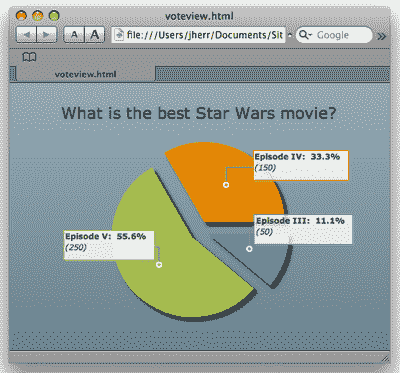 voteview.html
A A file:///Users/jherr/Documents/Sit Google »
voteview.html
What is the best Star Wars movie?
Episode IV: 33.3%
(150)
Episode III: 11.1%
(50)
Episode V: 55.6%
(250)